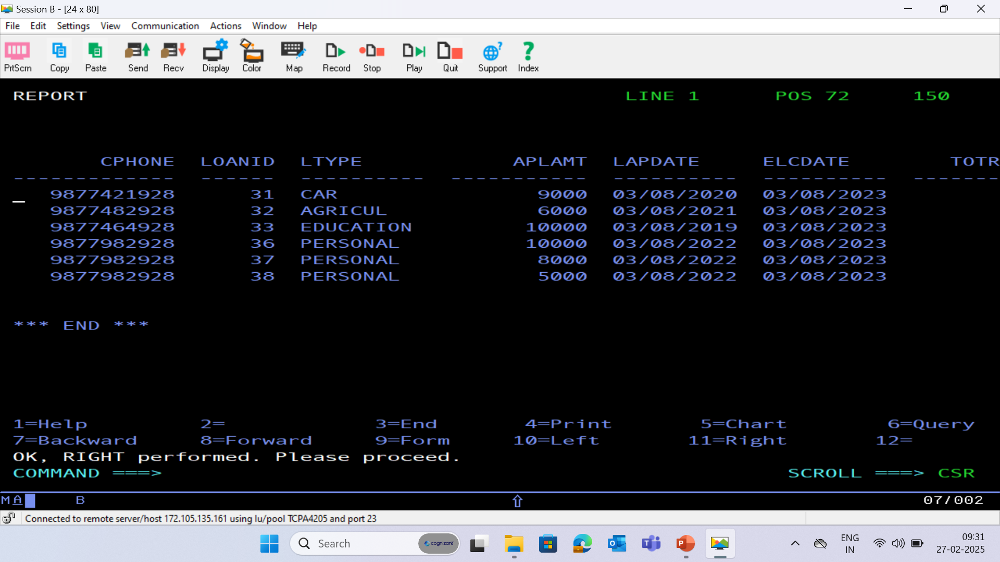 Session B - [24 x 80]
File Edit Settings View Communication Actions Window Help
PrtScrn Copy Paste Send Recv Display Color Map Record Stop Play Quit Support Index
REPORT LINE 1 POS 72 150
CPHONE LOANID LTYPE APLAMT LAPDATE ELCDATE TOTR
------------- ------ ---------- ----------- ---------- ---------- -------
9877421928 31 CAR 9000 03/08/2020 03/08/2023
9877482928 32 AGRICUL 6000 03/08/2021 03/08/2023
9877464928 33 EDUCATION 10000 03/08/2019 03/08/2023
9877982928 36 PERSONAL 10000 03/08/2022 03/08/2023
9877982928 37 PERSONAL 8000 03/08/2022 03/08/2023
9877982928 38 PERSONAL 5000 03/08/2022 03/08/2023
*** END ***
1=Help 2= 3=End 4=Print 5=Chart 6=Query
7=Backward 8=Forward 9=Form 10=Left 11=Right 12=
OK, RIGHT performed. Please proceed.
COMMAND ===> SCROLL ===> CSR
MA B 07/002
Connected to remote server/host 172.105.135.161 using lu/pool TCPA4205 and port 23
Search cognizant ENG 09:31
IN 27-02-2025